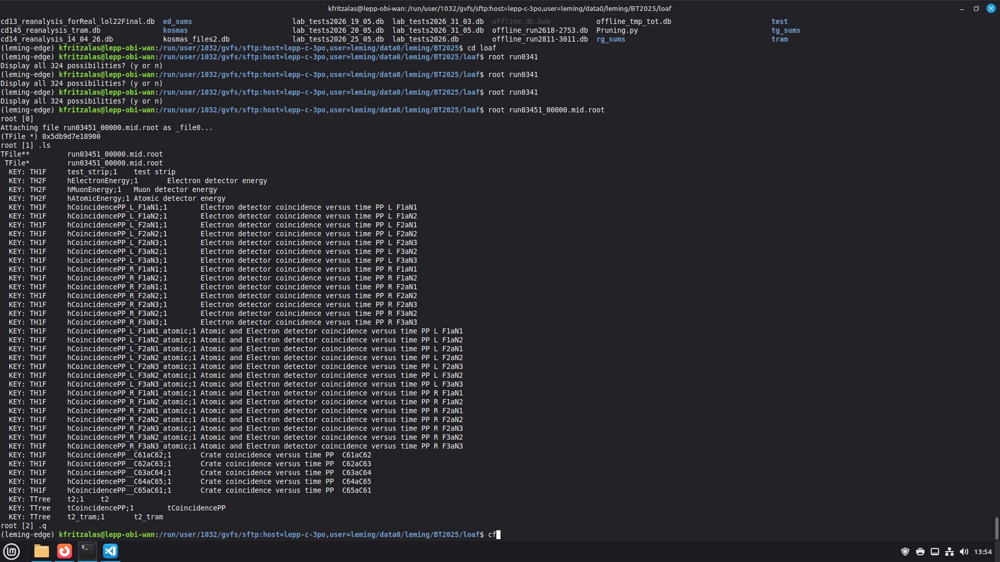 kfritzalas@lepp-obi-wan: /run/user/1032/gvfs/sftp:host=lepp-c-3po,user=leming/data0/leming/BT2025/loaf
cd13_reanalysis_forReal_lol22Final.db  ed_sums                        lab_tests2026_19_05.db  lab_tests2026_31_03.db  offline.db.bak           offline_tmp_tot.db                        test
cd145_reanalysis_tram.db               kosmas                         lab_tests2026_20_05.db  lab_tests2026_31_05.db  offline_run2618-2753.db  Pruning.py                                tg_sums
cd14_reanalysis_14_04_26.db            kosmas_files2.db               lab_tests2026_25_05.db  lab_tests2026.db        offline_run2811-3011.db  rg_sums                                   tram
(leming-edge) kfritzalas@lepp-obi-wan:/run/user/1032/gvfs/sftp:host=lepp-c-3po,user=leming/data0/leming/BT2025$ cd loaf
(leming-edge) kfritzalas@lepp-obi-wan:/run/user/1032/gvfs/sftp:host=lepp-c-3po,user=leming/data0/leming/BT2025/loaf$ root run0341
Display all 324 possibilities? (y or n)
(leming-edge) kfritzalas@lepp-obi-wan:/run/user/1032/gvfs/sftp:host=lepp-c-3po,user=leming/data0/leming/BT2025/loaf$ root run0341
Display all 324 possibilities? (y or n)
(leming-edge) kfritzalas@lepp-obi-wan:/run/user/1032/gvfs/sftp:host=lepp-c-3po,user=leming/data0/leming/BT2025/loaf$ root run0341
Display all 324 possibilities? (y or n)
(leming-edge) kfritzalas@lepp-obi-wan:/run/user/1032/gvfs/sftp:host=lepp-c-3po,user=leming/data0/leming/BT2025/loaf$ root run03451_00000.mid.root
root [0]
Attaching file run03451_00000.mid.root as _file0...
(TFile *) 0x5db9d7e18900
root [1] .ls
TFile**         run03451_00000.mid.root
 TFile*         run03451_00000.mid.root
  KEY: TH1F     test_strip;1    test strip
  KEY: TH2F     hElectronEnergy;1       Electron detector energy
  KEY: TH2F     hMuonEnergy;1   Muon detector energy
  KEY: TH2F     hAtomicEnergy;1 Atomic detector energy
  KEY: TH1F     hCoincidencePP_L_F1aN1;1        Electron detector coincidence versus time PP L F1aN1
  KEY: TH1F     hCoincidencePP_L_F1aN2;1        Electron detector coincidence versus time PP L F1aN2
  KEY: TH1F     hCoincidencePP_L_F2aN1;1        Electron detector coincidence versus time PP L F2aN1
  KEY: TH1F     hCoincidencePP_L_F2aN2;1        Electron detector coincidence versus time PP L F2aN2
  KEY: TH1F     hCoincidencePP_L_F2aN3;1        Electron detector coincidence versus time PP L F2aN3
  KEY: TH1F     hCoincidencePP_L_F3aN2;1        Electron detector coincidence versus time PP L F3aN2
  KEY: TH1F     hCoincidencePP_L_F3aN3;1        Electron detector coincidence versus time PP L F3aN3
  KEY: TH1F     hCoincidencePP_R_F1aN1;1        Electron detector coincidence versus time PP R F1aN1
  KEY: TH1F     hCoincidencePP_R_F1aN2;1        Electron detector coincidence versus time PP R F1aN2
  KEY: TH1F     hCoincidencePP_R_F2aN1;1        Electron detector coincidence versus time PP R F2aN1
  KEY: TH1F     hCoincidencePP_R_F2aN2;1        Electron detector coincidence versus time PP R F2aN2
  KEY: TH1F     hCoincidencePP_R_F2aN3;1        Electron detector coincidence versus time PP R F2aN3
  KEY: TH1F     hCoincidencePP_R_F3aN2;1        Electron detector coincidence versus time PP R F3aN2
  KEY: TH1F     hCoincidencePP_R_F3aN3;1        Electron detector coincidence versus time PP R F3aN3
  KEY: TH1F     hCoincidencePP_L_F1aN1_atomic;1 Atomic and Electron detector coincidence versus time PP L F1aN1
  KEY: TH1F     hCoincidencePP_L_F1aN2_atomic;1 Atomic and Electron detector coincidence versus time PP L F1aN2
  KEY: TH1F     hCoincidencePP_L_F2aN1_atomic;1 Atomic and Electron detector coincidence versus time PP L F2aN1
  KEY: TH1F     hCoincidencePP_L_F2aN2_atomic;1 Atomic and Electron detector coincidence versus time PP L F2aN2
  KEY: TH1F     hCoincidencePP_L_F2aN3_atomic;1 Atomic and Electron detector coincidence versus time PP L F2aN3
  KEY: TH1F     hCoincidencePP_L_F3aN2_atomic;1 Atomic and Electron detector coincidence versus time PP L F3aN2
  KEY: TH1F     hCoincidencePP_L_F3aN3_atomic;1 Atomic and Electron detector coincidence versus time PP L F3aN3
  KEY: TH1F     hCoincidencePP_R_F1aN1_atomic;1 Atomic and Electron detector coincidence versus time PP R F1aN1
  KEY: TH1F     hCoincidencePP_R_F1aN2_atomic;1 Atomic and Electron detector coincidence versus time PP R F1aN2
  KEY: TH1F     hCoincidencePP_R_F2aN1_atomic;1 Atomic and Electron detector coincidence versus time PP R F2aN1
  KEY: TH1F     hCoincidencePP_R_F2aN2_atomic;1 Atomic and Electron detector coincidence versus time PP R F2aN2
  KEY: TH1F     hCoincidencePP_R_F2aN3_atomic;1 Atomic and Electron detector coincidence versus time PP R F2aN3
  KEY: TH1F     hCoincidencePP_R_F3aN2_atomic;1 Atomic and Electron detector coincidence versus time PP R F3aN2
  KEY: TH1F     hCoincidencePP_R_F3aN3_atomic;1 Atomic and Electron detector coincidence versus time PP R F3aN3
  KEY: TH1F     hCoincidencePP__C61aC62;1       Crate coincidence versus time PP  C61aC62
  KEY: TH1F     hCoincidencePP__C62aC63;1       Crate coincidence versus time PP  C62aC63
  KEY: TH1F     hCoincidencePP__C63aC64;1       Crate coincidence versus time PP  C63aC64
  KEY: TH1F     hCoincidencePP__C64aC65;1       Crate coincidence versus time PP  C64aC65
  KEY: TH1F     hCoincidencePP__C65aC61;1       Crate coincidence versus time PP  C65aC61
  KEY: TTree    t2;1    t2
  KEY: TTree    tCoincidencePP;1        tCoincidencePP
  KEY: TTree    t2_tram;1       t2_tram
root [2] .q
(leming-edge) kfritzalas@lepp-obi-wan:/run/user/1032/gvfs/sftp:host=lepp-c-3po,user=leming/data0/leming/BT2025/loaf$ cf
13:54